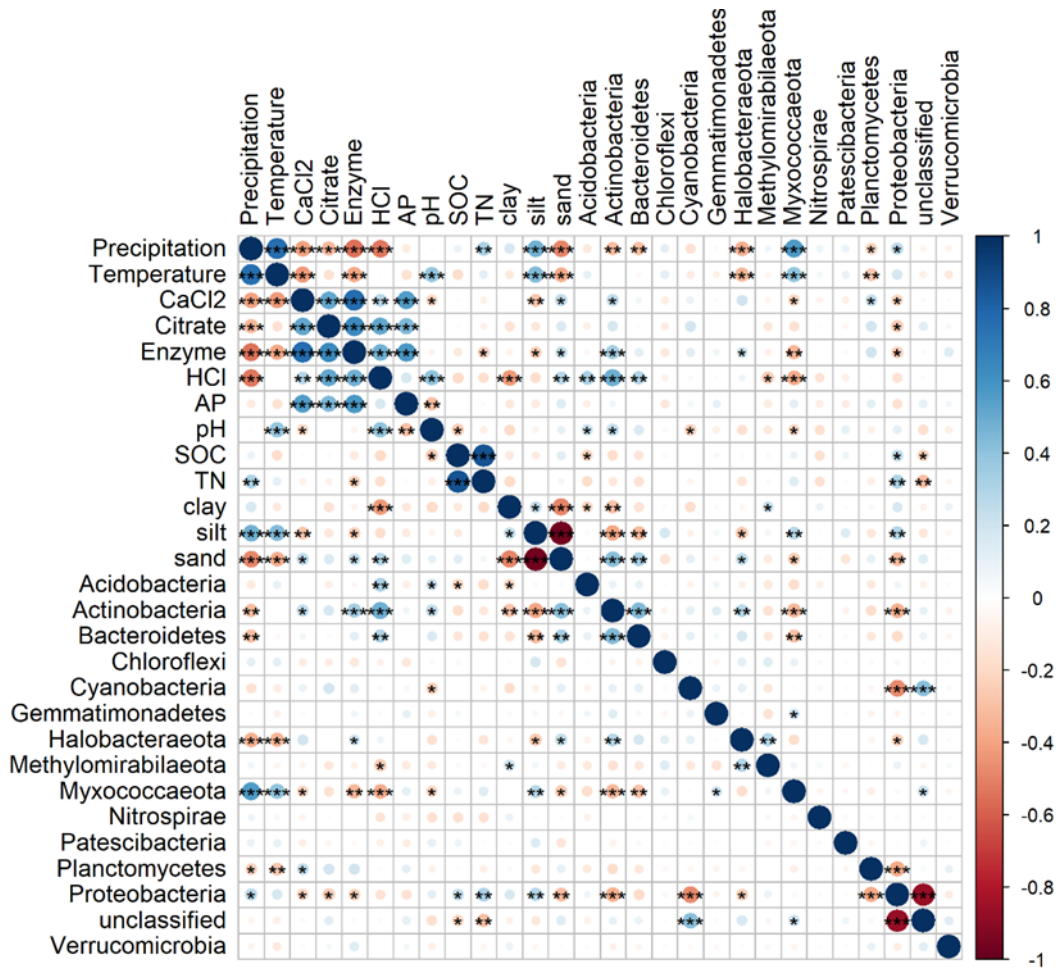 Precipitation
Temperature
CaCl2
Citrate
Enzyme
HCl
AP
pH
SOC
TN
clay
silt
sand
Acidobacteria
Actinobacteria
Bacteroidetes
Chloroflexi
Cyanobacteria
Gemmatimonadetes
Halobacteraeota
Methylomirabilaeota
Myxococcaeota
Nitrospirae
Patescibacteria
Planctomycetes
Proteobacteria
unclassified
Verrucomicrobia
Precipitation
Temperature
CaCl2
Citrate
Enzyme
HCl
AP
pH
SOC
TN
clay
silt
sand
Acidobacteria
Actinobacteria
Bacteroidetes
Chloroflexi
Cyanobacteria
Gemmatimonadetes
Halobacteraeota
Methylomirabilaeota
Myxococcaeota
Nitrospirae
Patescibacteria
Planctomycetes
Proteobacteria
unclassified
Verrucomicrobia
1
0.8
0.6
0.4
0.2
0
-0.2
-0.4
-0.6
-0.8
-1